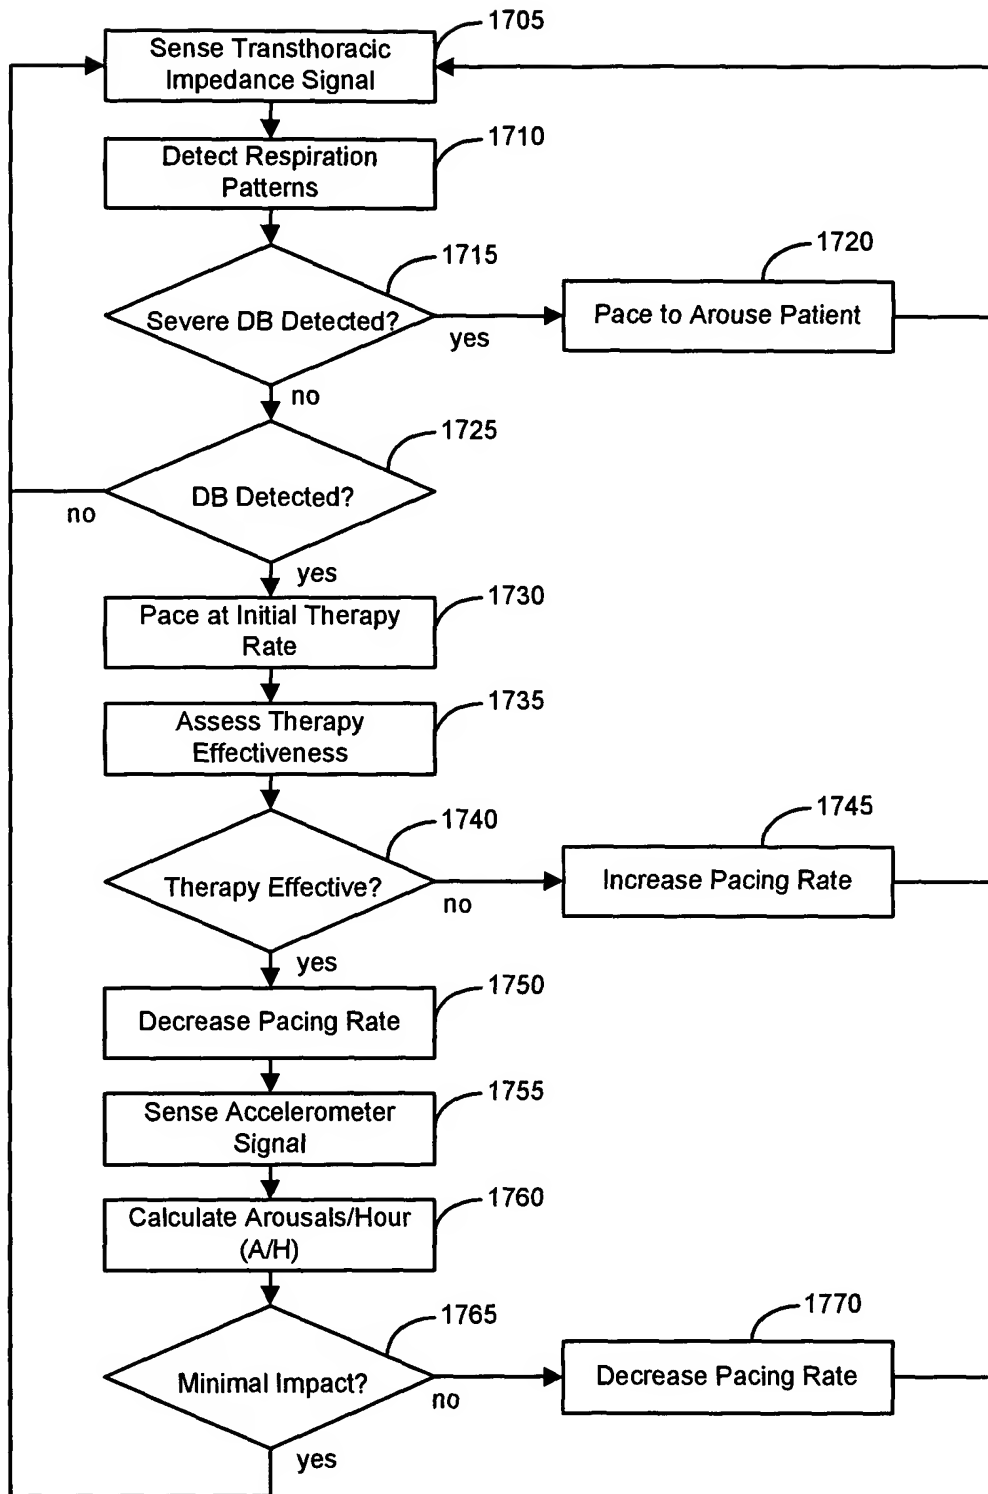 1705
Sense Transthoracic
Impedance Signal
1710
Detect Respiration
Patterns
1715
Severe DB Detected?
yes
1720
Pace to Arouse Patient
no
1725
DB Detected?
no
yes
1730
Pace at Initial Therapy
Rate
1735
Assess Therapy
Effectiveness
1740
Therapy Effective?
no
1745
Increase Pacing Rate
yes
1750
Decrease Pacing Rate
1755
Sense Accelerometer
Signal
1760
Calculate Arousals/Hour
(A/H)
1765
Minimal Impact?
no
1770
Decrease Pacing Rate
yes